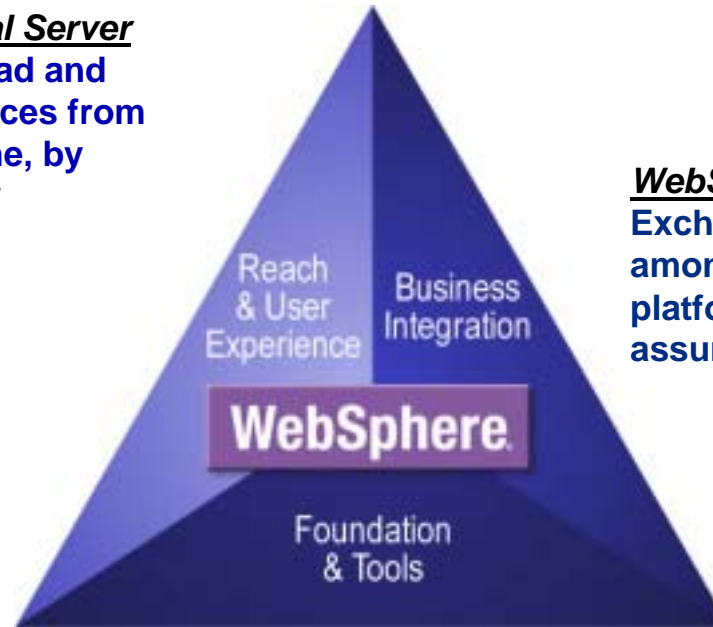 al Server
ad and
ces from
ne, by
WebS
Exch
amon
platfo
assur
Reach
& User
Experience
Business
Integration
WebSphere.
Foundation
& Tools